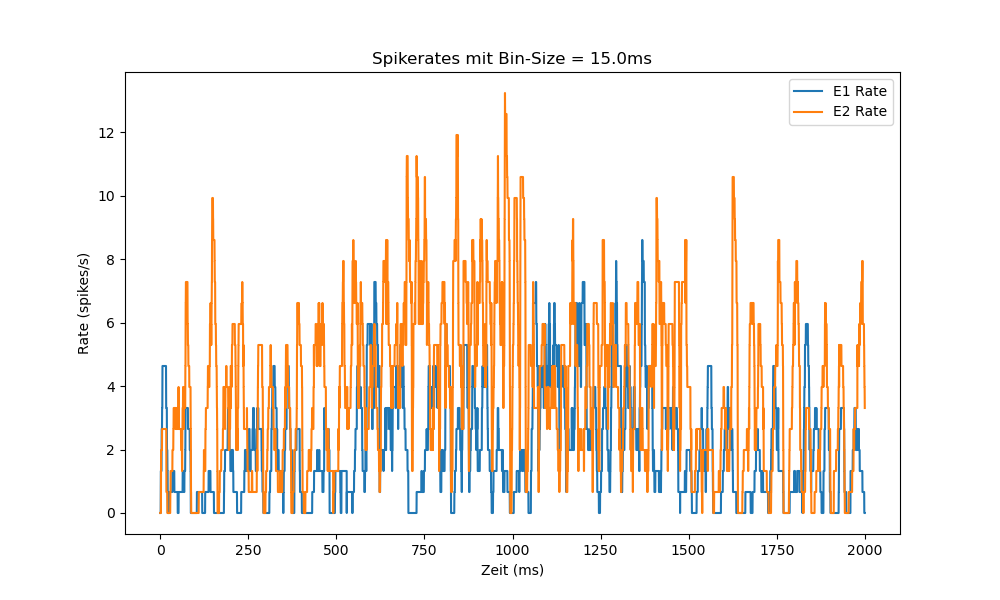 Spikerates mit Bin-Size = 15.0ms
E1 Rate
E2 Rate
Rate (spikes/s)
12
10
8
6
4
2
0
0 250 500 750 1000 1250 1500 1750 2000
Zeit (ms)